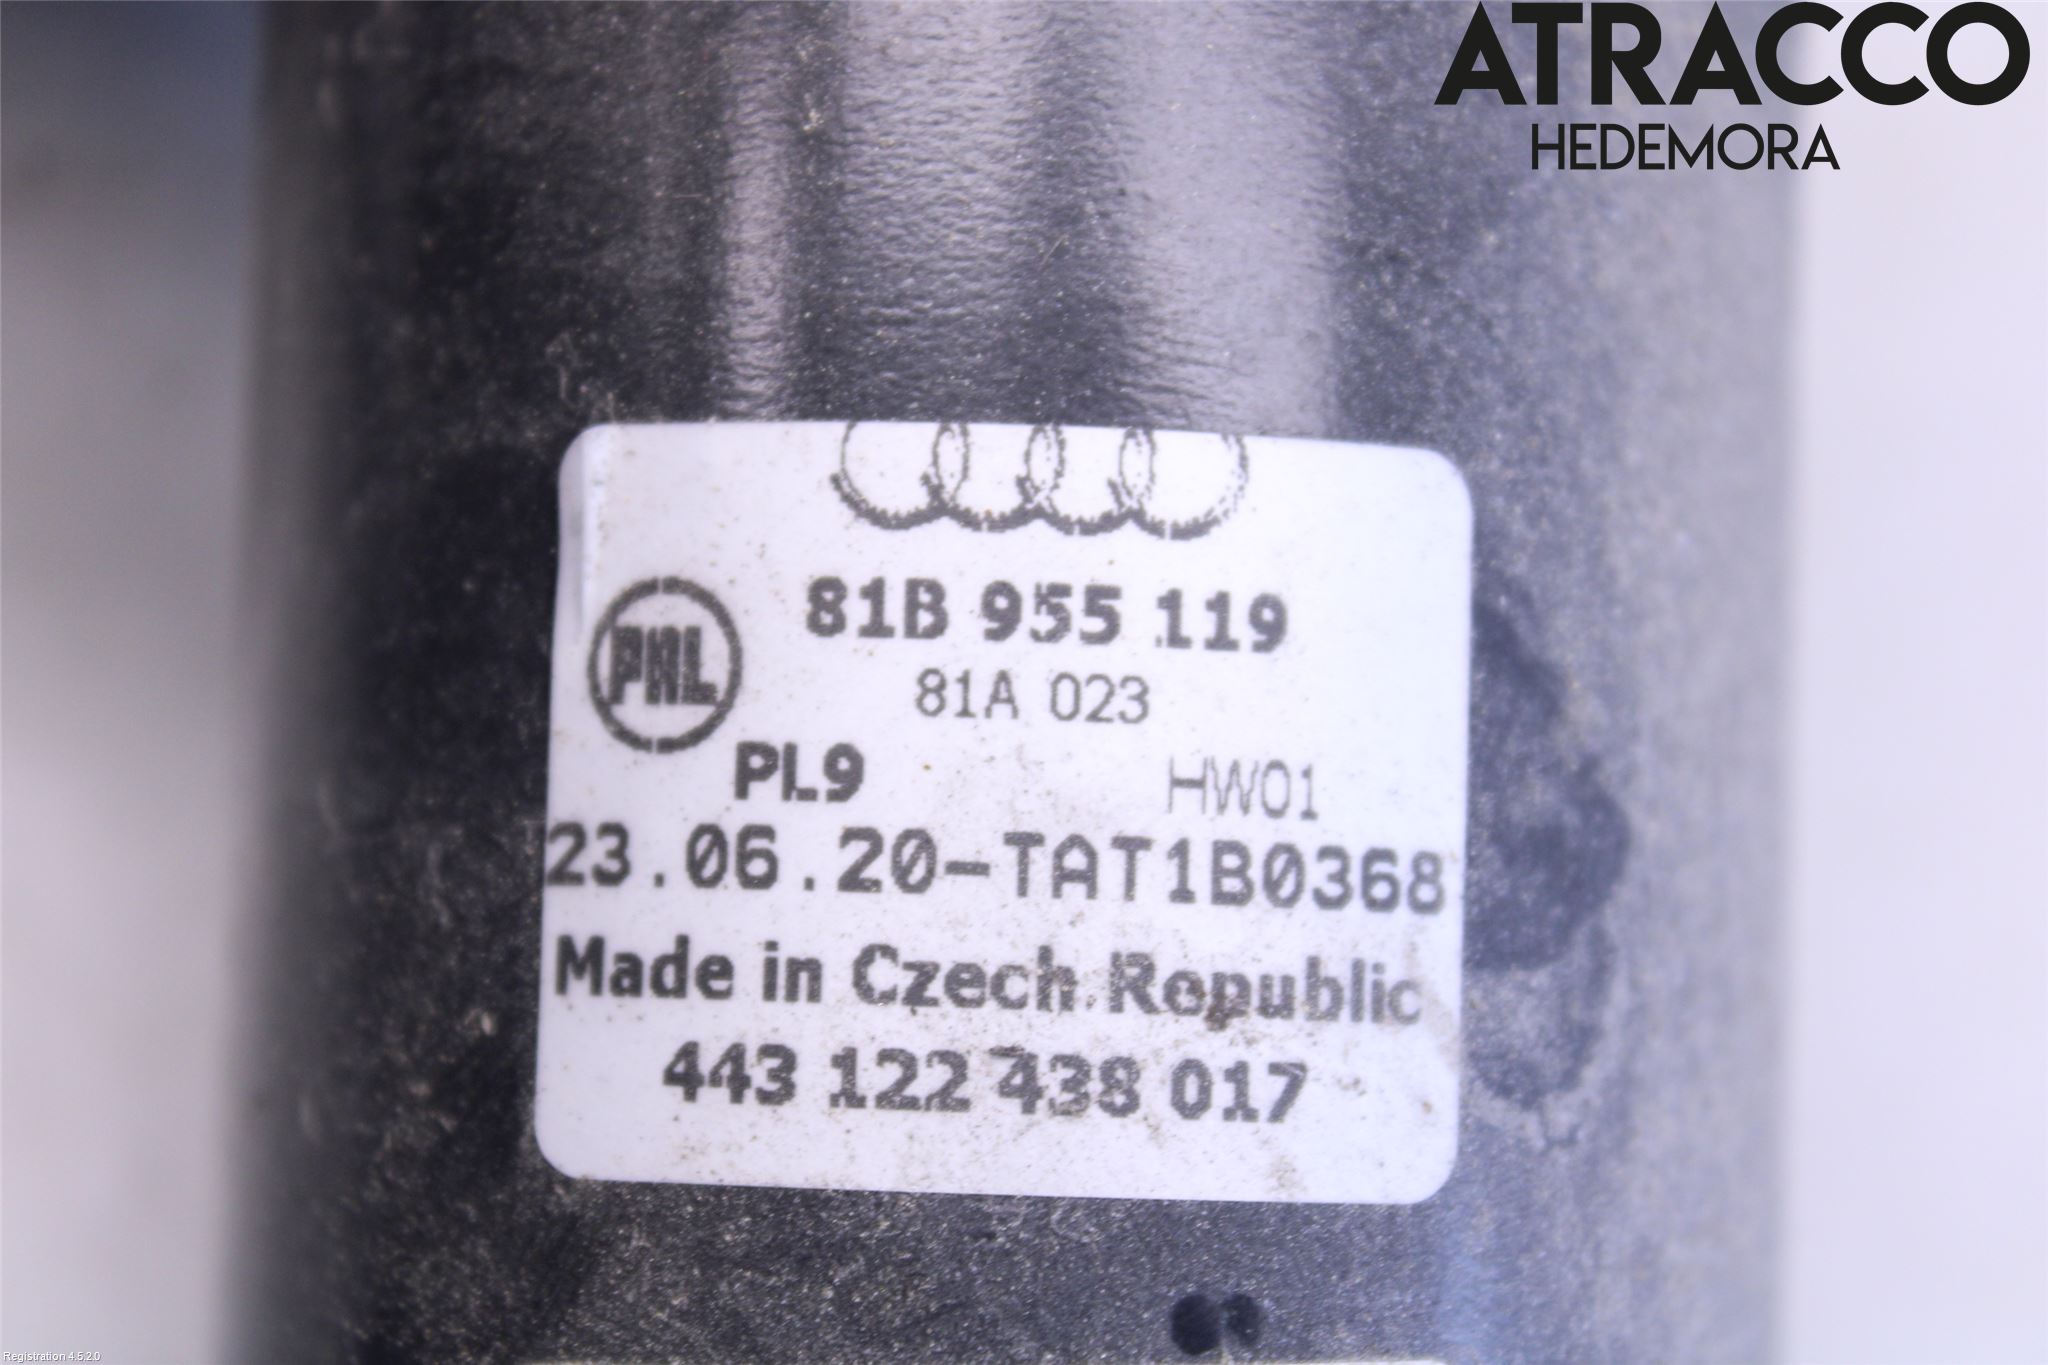 ATRACCO
HEDEMORA
81B 955 119
PAL
81A 023
PL9 HW01
23.06.20-TAT1B0368
Made in Czech Republic
443 122 438 017
Registration 4.5.2.0